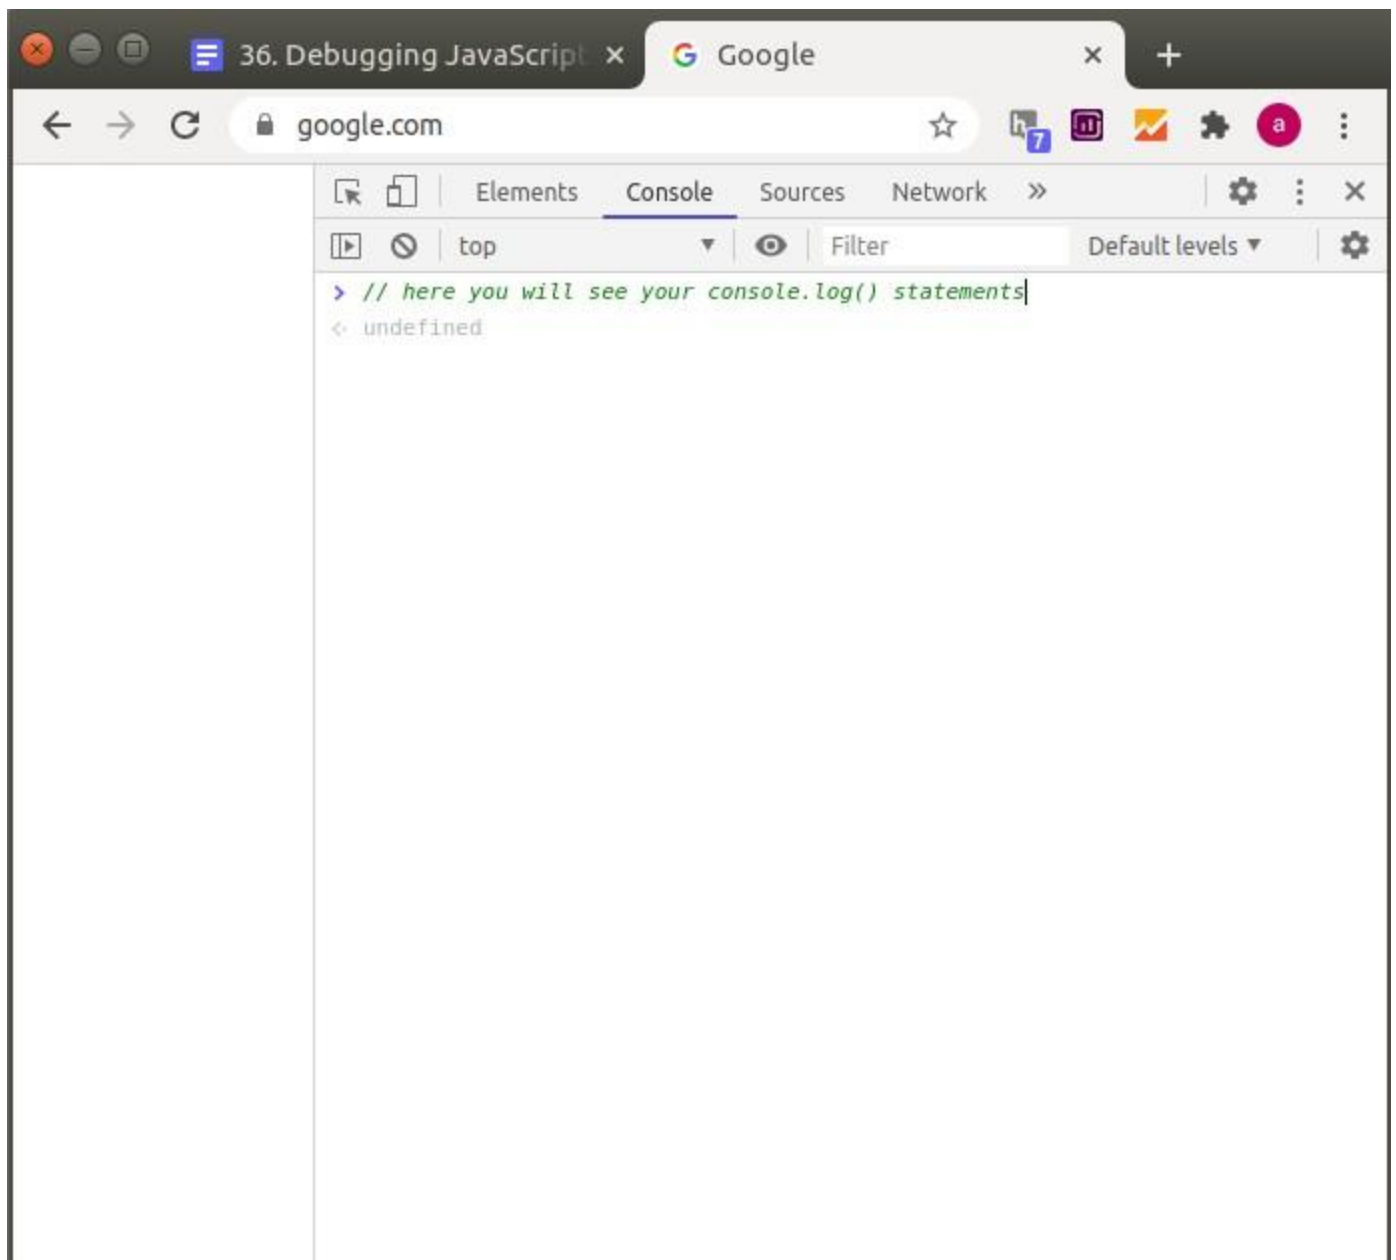 36. Debugging JavaScript
Google
google.com
7
a
Elements Console Sources Network
top Filter Default levels
// here you will see your console.log() statements
undefined